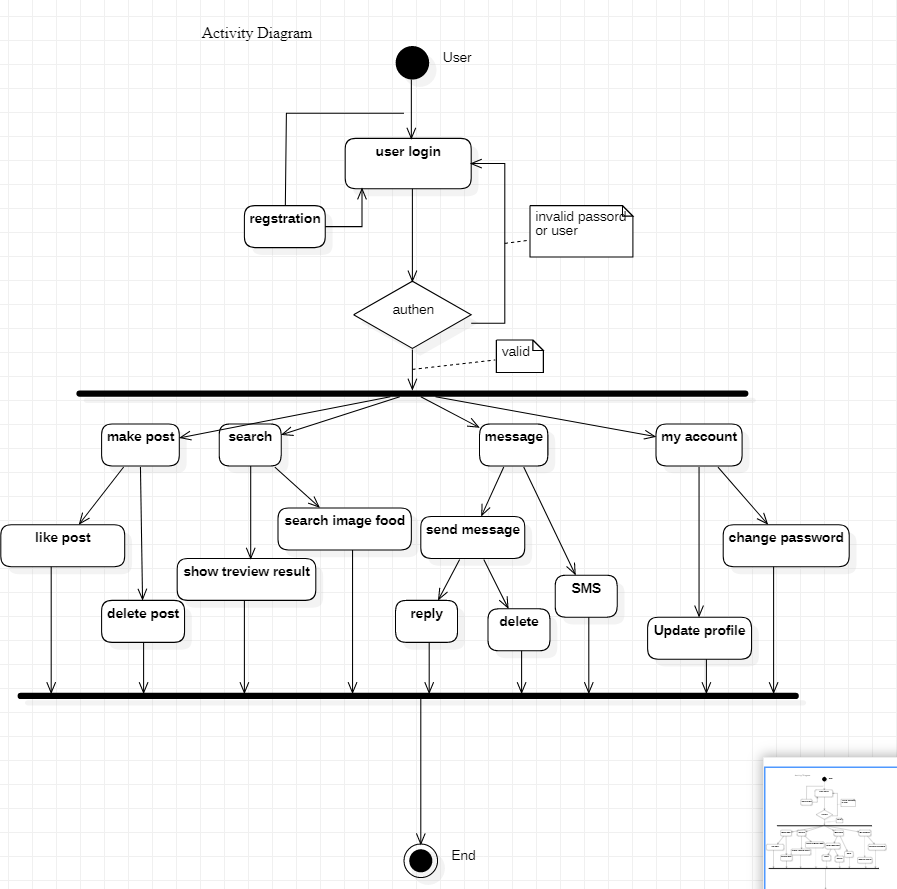 Activity Diagram
User
user login
regstration
invalid passord
or user
authen
valid
make post
search
message
my account
search image food
like post
send message
change password
show treview result
SMS
delete post
reply
delete
Update profile
End